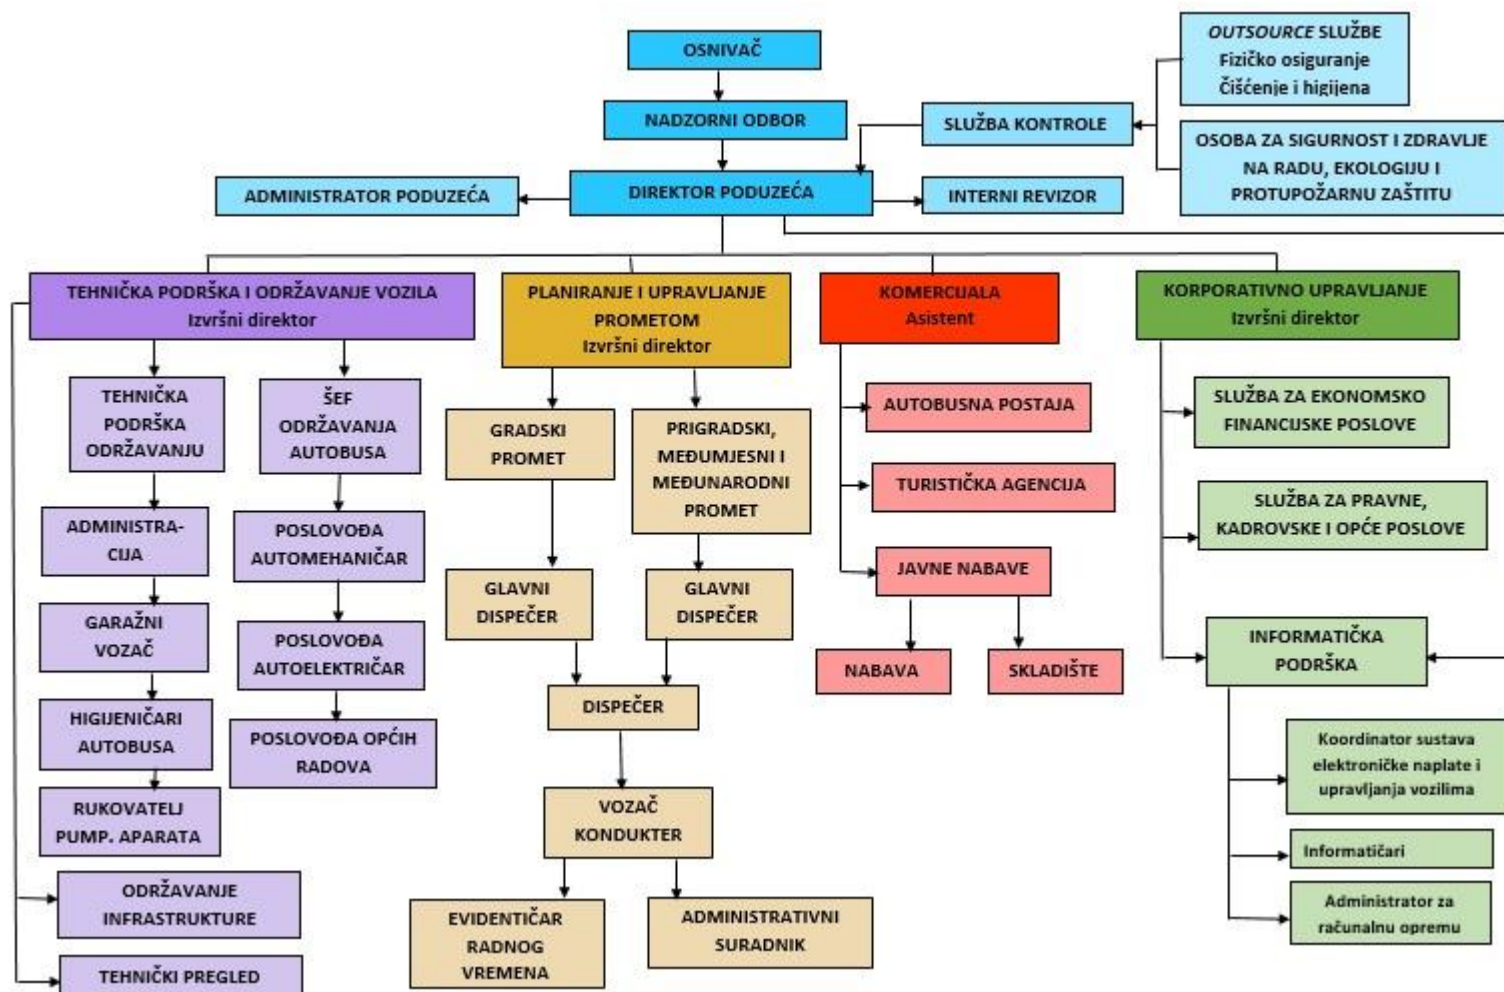 OSNIVAČ
OUTSOURCE SLUŽBE
Fizičko osiguranje
Čišćenje i higijena
NADZORNI ODBOR
SLUŽBA KONTROLE
OSOBA ZA SIGURNOST I ZDRAVLJE
NA RADU, EKOLOGIJU I
PROTUPOŽARNU ZAŠTITU
ADMINISTRATOR PODUZEĆA
DIREKTOR PODUZEĆA
INTERNI REVIZOR
TEHNIČKA PODRŠKA I ODRŽAVANJE VOZILA
Izvršni direktor
PLANIRANJE I UPRAVLJANJE
PROMETOM
Izvršni direktor
KOMERCIJALA
Asistent
KORPORATIVNO UPRAVLJANJE
Izvršni direktor
TEHNIČKA
PODRŠKA
ODRŽAVANJU
ADMINISTRA-
CIJA
GARAŽNI
VOZAČ
HIGIJENIČARI
AUTOBUSA
RUKOVATELJ
PUMP. APARATA
ODRŽAVANJE
INFRASTRUKTURE
TEHNIČKI PREGLED
ŠEF
ODRŽAVANJA
AUTOBUSA
POSLOVOĐA
AUTOMEHANIČAR
POSLOVOĐA
AUTOELEKTRIČAR
POSLOVOĐA OPĆIH
RADOVA
GRADSKI
PROMET
PRIGRADSKI,
MEĐUMJESNI I
MEĐUNARODNI
PROMET
GLAVNI
DISPEČER
GLAVNI
DISPEČER
DISPEČER
VOZAČ
KONDUKTER
EVIDENTIČAR
RADNOG
VREMENA
ADMINISTRATIVNI
SURADNIK
AUTOBUSNA POSTAJA
TURISTIČKA AGENCIJA
JAVNE NABAVE
NABAVA
SKLADIŠTE
SLUŽBA ZA EKONOMSKO
FINANCIJSKE POSLOVE
SLUŽBA ZA PRAVNE,
KADROVSKE I OPĆE POSLOVE
INFORMATIČKA
PODRŠKA
Koordinator sustava
elektroničke naplate i
upravljanja vozilima
Informatičari
Administrator za
računalnu opremu